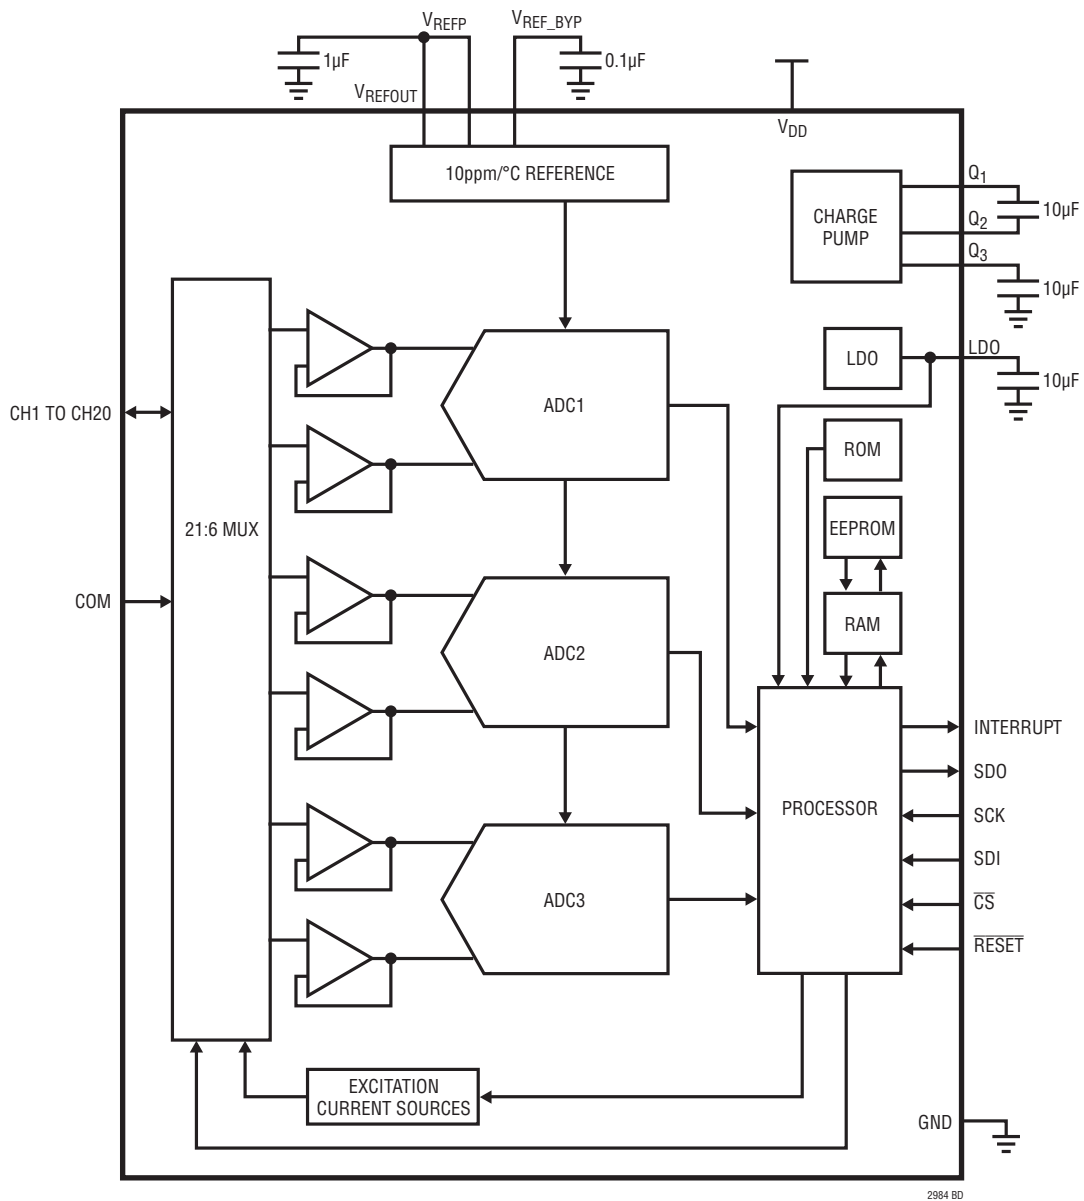 VREFP
VREF_BYP
1µF
0.1µF
VREFOUT
VDD
10ppm/°C REFERENCE
CHARGE
PUMP
Q1
Q2
10µF
Q3
10µF
LDO
LDO
10µF
CH1 TO CH20
ADC1
ROM
21:6 MUX
EEPROM
COM
RAM
ADC2
INTERRUPT
SDO
PROCESSOR
SCK
SDI
ADC3
CS
RESET
EXCITATION
CURRENT SOURCES
GND
2984 BD